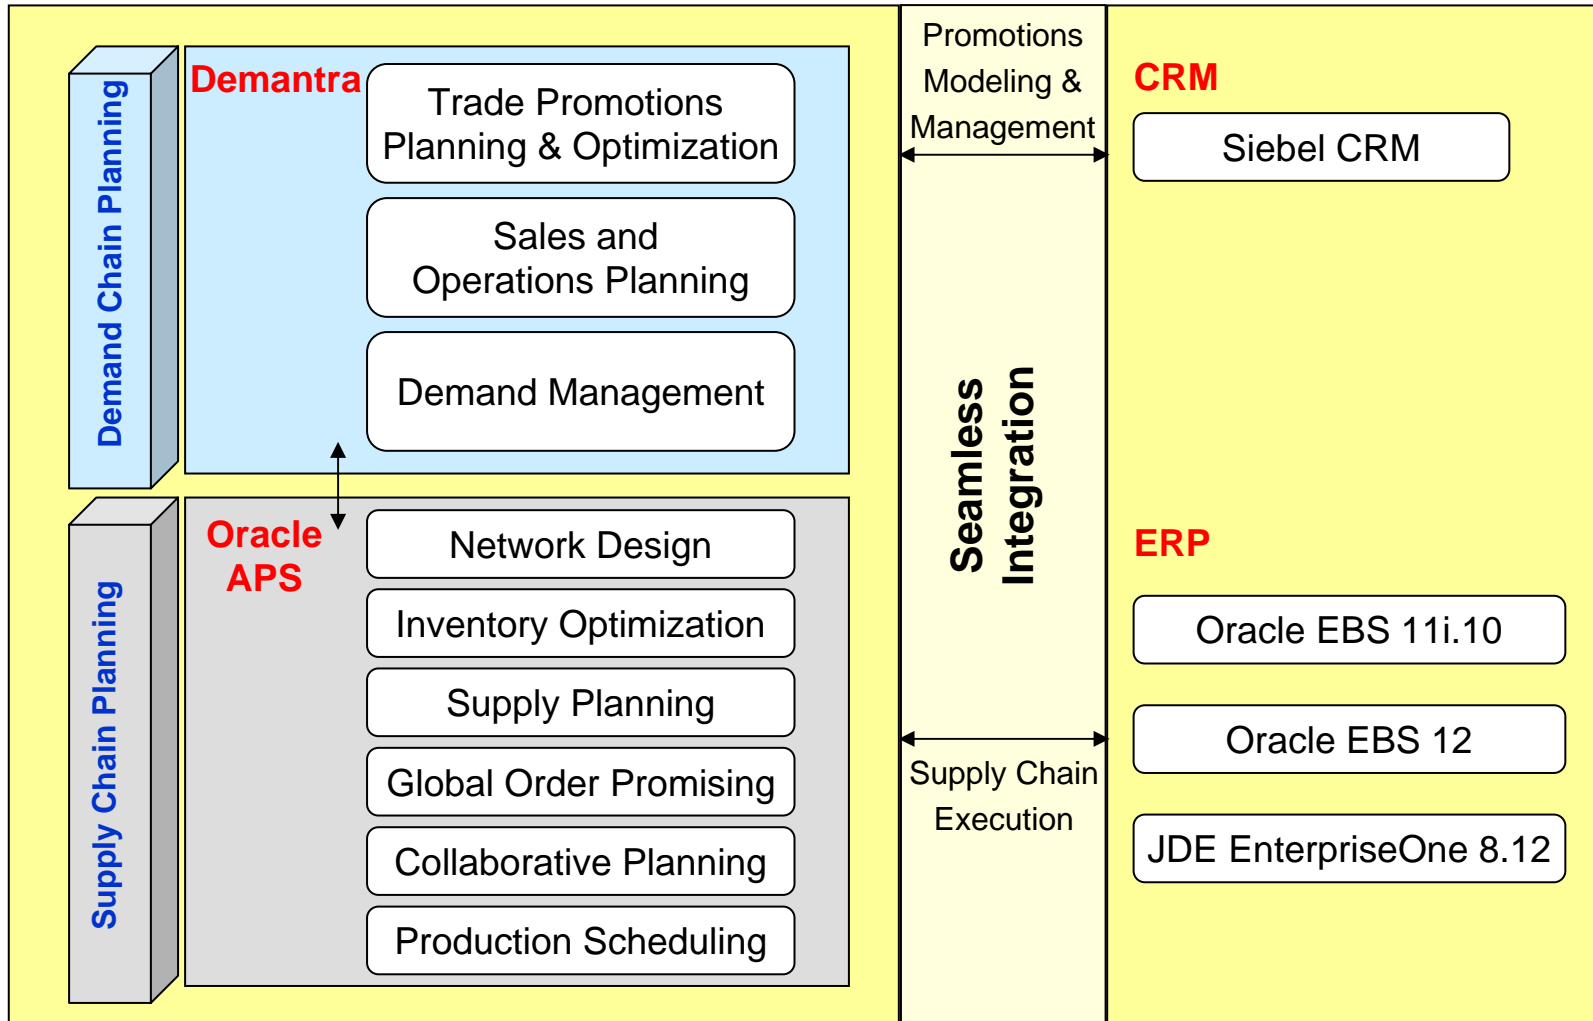 Demand Chain Planning
Demantra
Trade Promotions
Planning & Optimization
Sales and
Operations Planning
Demand Management
Supply Chain Planning
Oracle
APS
Network Design
Inventory Optimization
Supply Planning
Global Order Promising
Collaborative Planning
Production Scheduling
Promotions
Modeling &
Management
Seamless
Integration
Supply Chain
Execution
CRM
Siebel CRM
ERP
Oracle EBS 11i.10
Oracle EBS 12
JDE EnterpriseOne 8.12